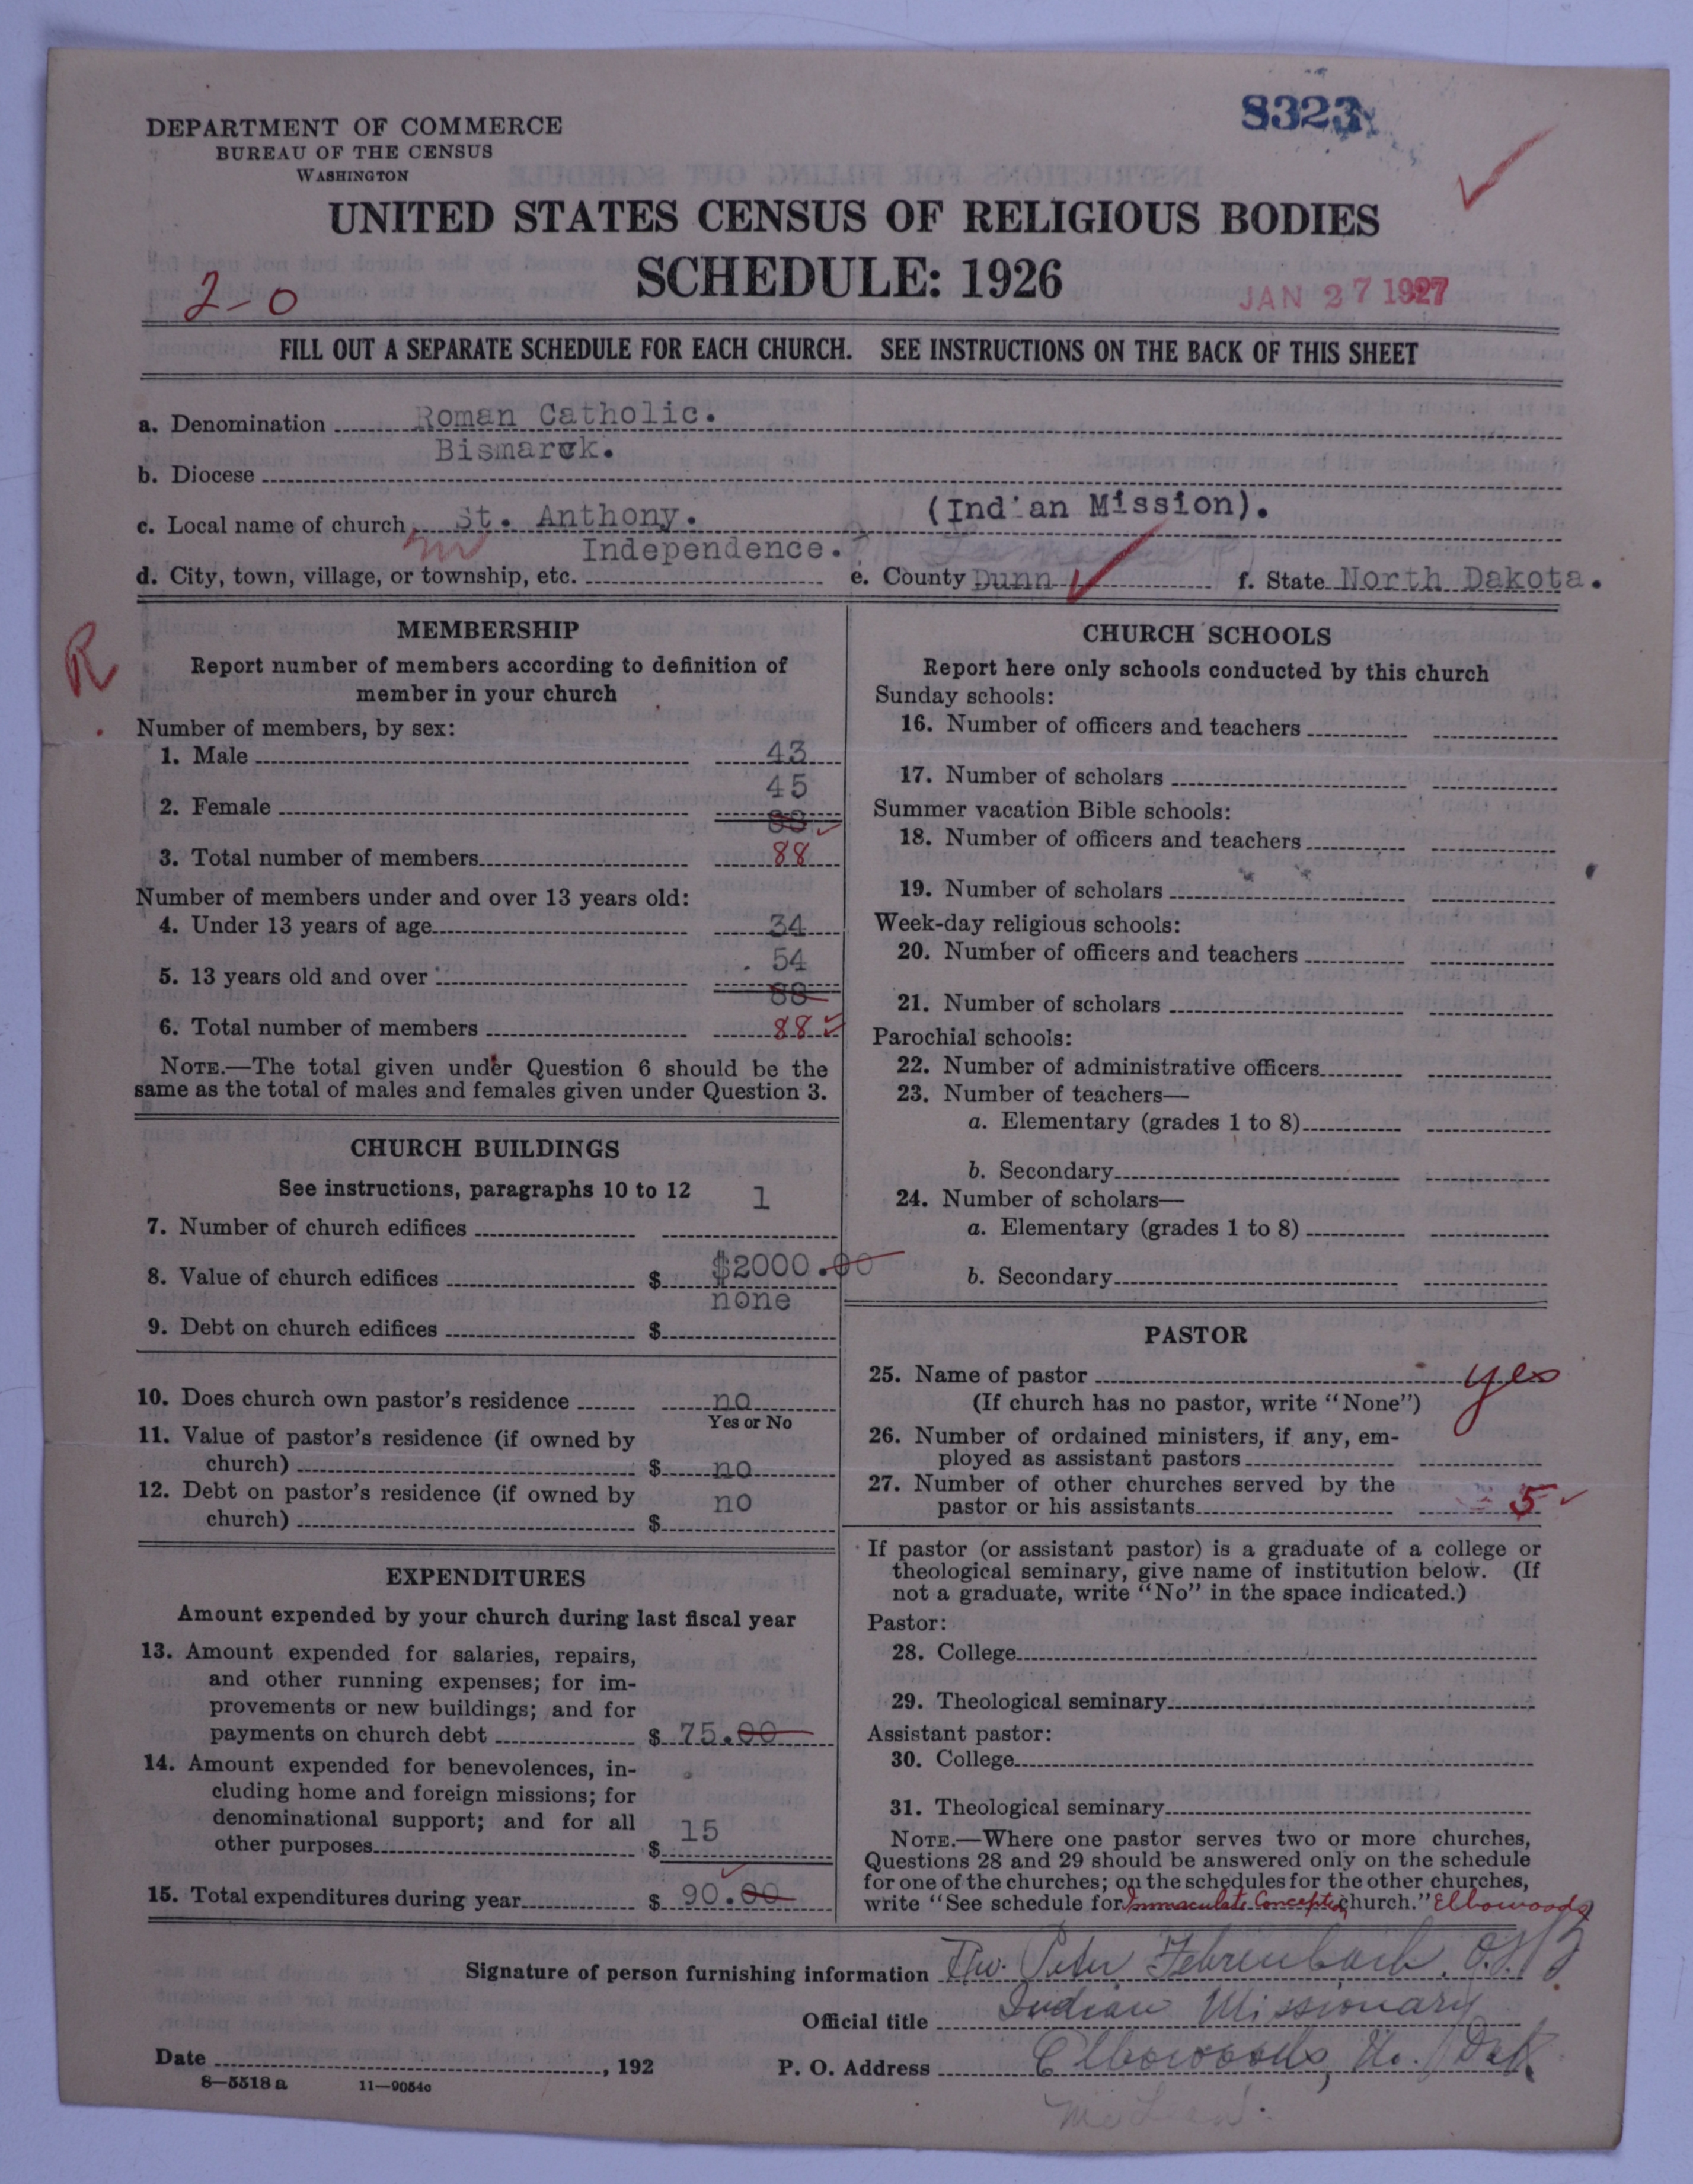 8323
DEPARTMENT OF COMMERCE
BUREAU OF THE CENSUS
WASHINGTON
UNITED STATES CENSUS OF RELIGIOUS BODIES
SCHEDULE: 1926
2-0
JAN 27 1927
FILL OUT A SEPARATE SCHEDULE FOR EACH CHURCH. SEE INSTRUCTIONS ON THE BACK OF THIS SHEET
a. Denomination Roman Catholic.
b. Diocese Bismarck.
c. Local name of church St. Anthony. (Indian Mission).
d. City, town, village, or township, etc. Independence. e. County Dunn f. State North Dakota.
R
MEMBERSHIP
Report number of members according to definition of
member in your church
Number of members, by sex:
1. Male 43
2. Female 45
88
3. Total number of members 88
Number of members under and over 13 years old:
4. Under 13 years of age 34
5. 13 years old and over 54
88
6. Total number of members 88
NOTE.—The total given under Question 6 should be the
same as the total of males and females given under Question 3.
CHURCH BUILDINGS
See instructions, paragraphs 10 to 12
7. Number of church edifices 1
8. Value of church edifices $ $2000.00
9. Debt on church edifices $ none
10. Does church own pastor's residence no
Yes or No
11. Value of pastor's residence (if owned by
church) $ no
12. Debt on pastor's residence (if owned by
church) $ no
EXPENDITURES
Amount expended by your church during last fiscal year
13. Amount expended for salaries, repairs,
and other running expenses; for im-
provements or new buildings; and for
payments on church debt $ 75.00
14. Amount expended for benevolences, in-
cluding home and foreign missions; for
denominational support; and for all
other purposes $ 15
15. Total expenditures during year $ 90.00
CHURCH SCHOOLS
Report here only schools conducted by this church
Sunday schools:
16. Number of officers and teachers
17. Number of scholars
Summer vacation Bible schools:
18. Number of officers and teachers
19. Number of scholars
Week-day religious schools:
20. Number of officers and teachers
21. Number of scholars
Parochial schools:
22. Number of administrative officers
23. Number of teachers—
a. Elementary (grades 1 to 8)
b. Secondary
24. Number of scholars—
a. Elementary (grades 1 to 8)
b. Secondary
PASTOR
25. Name of pastor yes
(If church has no pastor, write "None")
26. Number of ordained ministers, if any, em-
ployed as assistant pastors
27. Number of other churches served by the
pastor or his assistants 5
If pastor (or assistant pastor) is a graduate of a college or
theological seminary, give name of institution below. (If
not a graduate, write "No" in the space indicated.)
Pastor:
28. College
29. Theological seminary
Assistant pastor:
30. College
31. Theological seminary
NOTE.—Where one pastor serves two or more churches,
Questions 28 and 29 should be answered only on the schedule
for one of the churches; on the schedules for the other churches,
write "See schedule for Immaculate Conception church." Elbowoods
Signature of person furnishing information Rev. Peter Fehrenbach, O.S.B
Official title Indian Missionary
Date , 192 P. O. Address Elbowoods, No. Dak
8—5518 a 11—9054c
McLean.